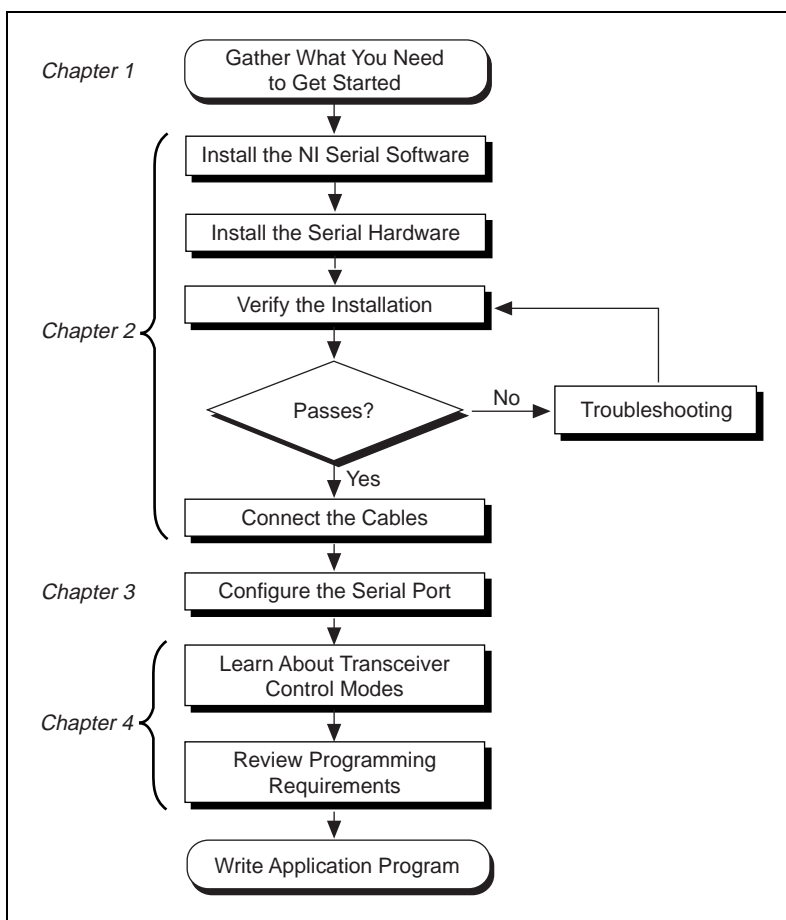 Chapter 1
Gather What You Need
to Get Started
Install the NI Serial Software
Install the Serial Hardware
Verify the Installation
Chapter 2
Passes?
No
Troubleshooting
Yes
Connect the Cables
Chapter 3
Configure the Serial Port
Learn About Transceiver
Control Modes
Chapter 4
Review Programming
Requirements
Write Application Program